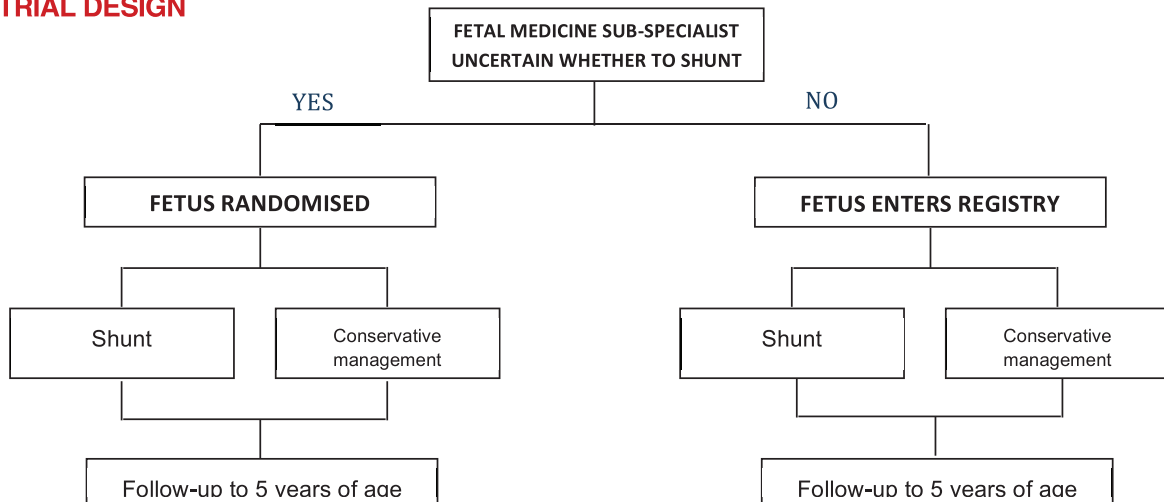 TRIAL DESIGN
FETAL MEDICINE SUB-SPECIALIST
UNCERTAIN WHETHER TO SHUNT
YES
NO
FETUS RANDOMISED
FETUS ENTERS REGISTRY
Shunt
Conservative
management
Shunt
Conservative
management
Follow-up to 5 years of age
Follow-up to 5 years of age